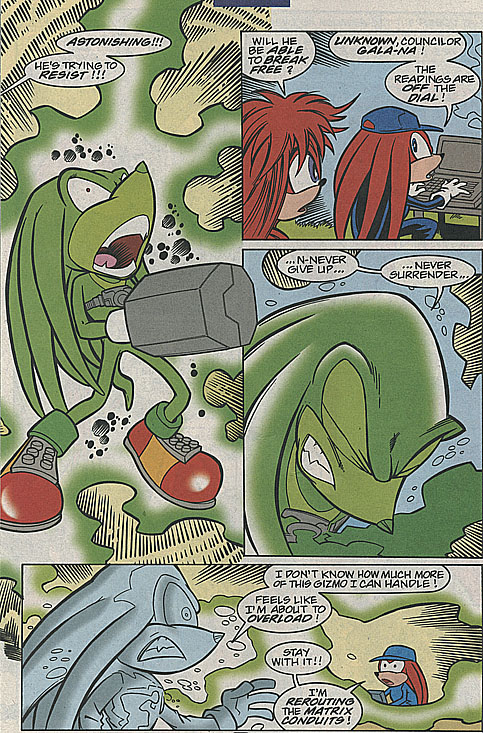 ASTONISHING!!!
HE'S TRYING TO
RESIST!!!
WILL HE
BE ABLE
TO BREAK
FREE?
UNKNOWN, COUNCILOR
GALA-NA!
THE
READINGS ARE
OFF THE
DIAL!
...N-NEVER
GIVE UP...
...NEVER
SURRENDER...
I DON'T KNOW HOW MUCH MORE
OF THIS GIZMO I CAN HANDLE!
FEELS LIKE
I'M ABOUT TO
OVERLOAD!
STAY
WITH IT!!
I'M
REROUTING
THE MATRIX
CONDUITS!